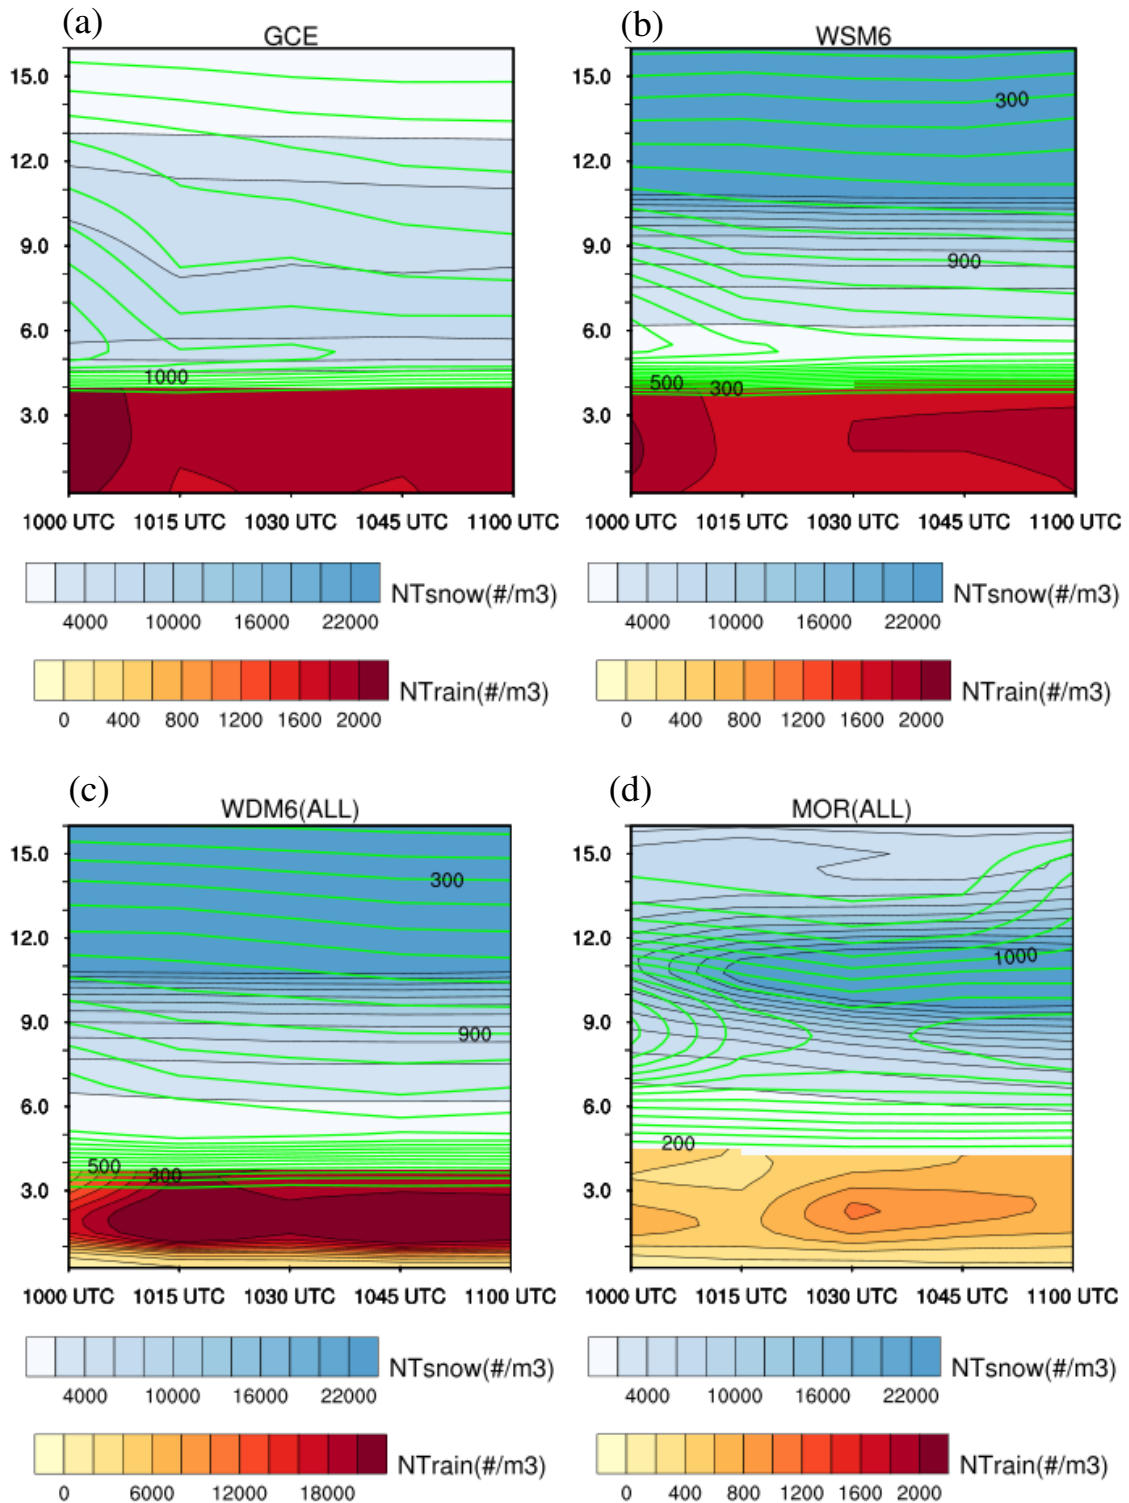 (a) (b)
GCE WSM6
15.0 15.0
300
12.0 12.0
9.0 9.0
900
6.0 6.0
1000
500 300
3.0 3.0
1000 UTC 1015 UTC 1030 UTC 1045 UTC 1100 UTC 1000 UTC 1015 UTC 1030 UTC 1045 UTC 1100 UTC
NTsnow(#/m3) NTsnow(#/m3)
4000 10000 16000 22000 4000 10000 16000 22000
NTrain(#/m3) NTrain(#/m3)
0 400 800 1200 1600 2000 0 400 800 1200 1600 2000
(c) (d)
WDM6(ALL) MOR(ALL)
15.0 15.0
300
12.0 12.0
1000
9.0 9.0
900
6.0 6.0
200
500 300
3.0 3.0
1000 UTC 1015 UTC 1030 UTC 1045 UTC 1100 UTC 1000 UTC 1015 UTC 1030 UTC 1045 UTC 1100 UTC
NTsnow(#/m3) NTsnow(#/m3)
4000 10000 16000 22000 4000 10000 16000 22000
NTrain(#/m3) NTrain(#/m3)
0 6000 12000 18000 0 400 800 1200 1600 2000